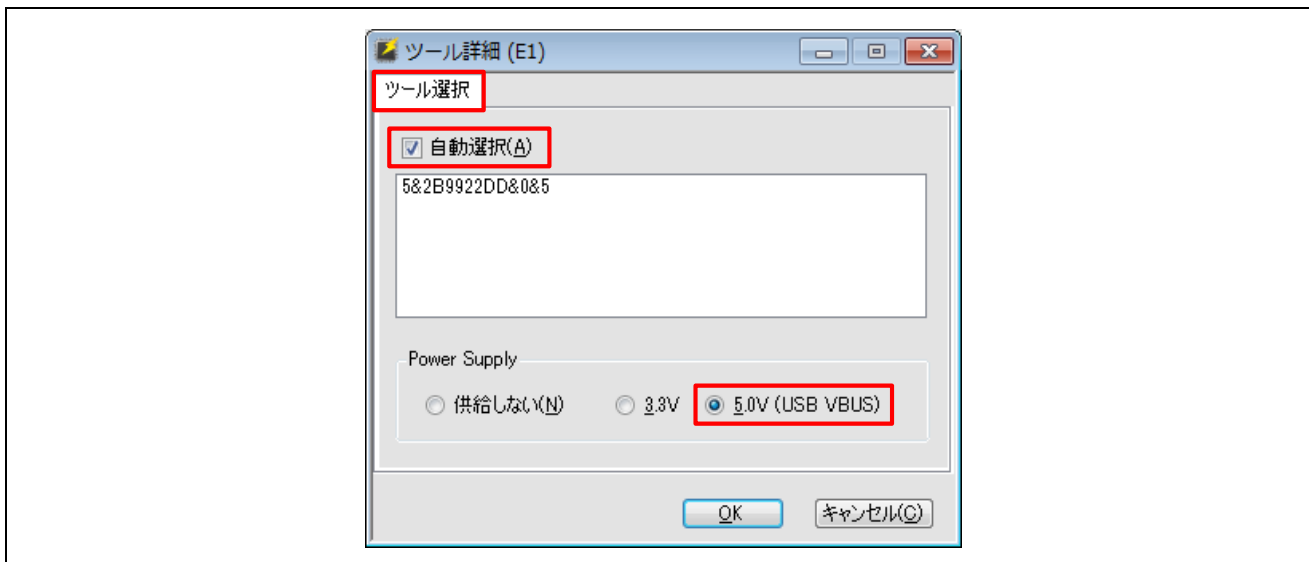 ツール詳細 (E1)
ツール選択
自動選択(A)
5&2B9922DD&0&5
Power Supply
供給しない(N) 3.3V 5.0V (USB VBUS)
OK キャンセル(C)